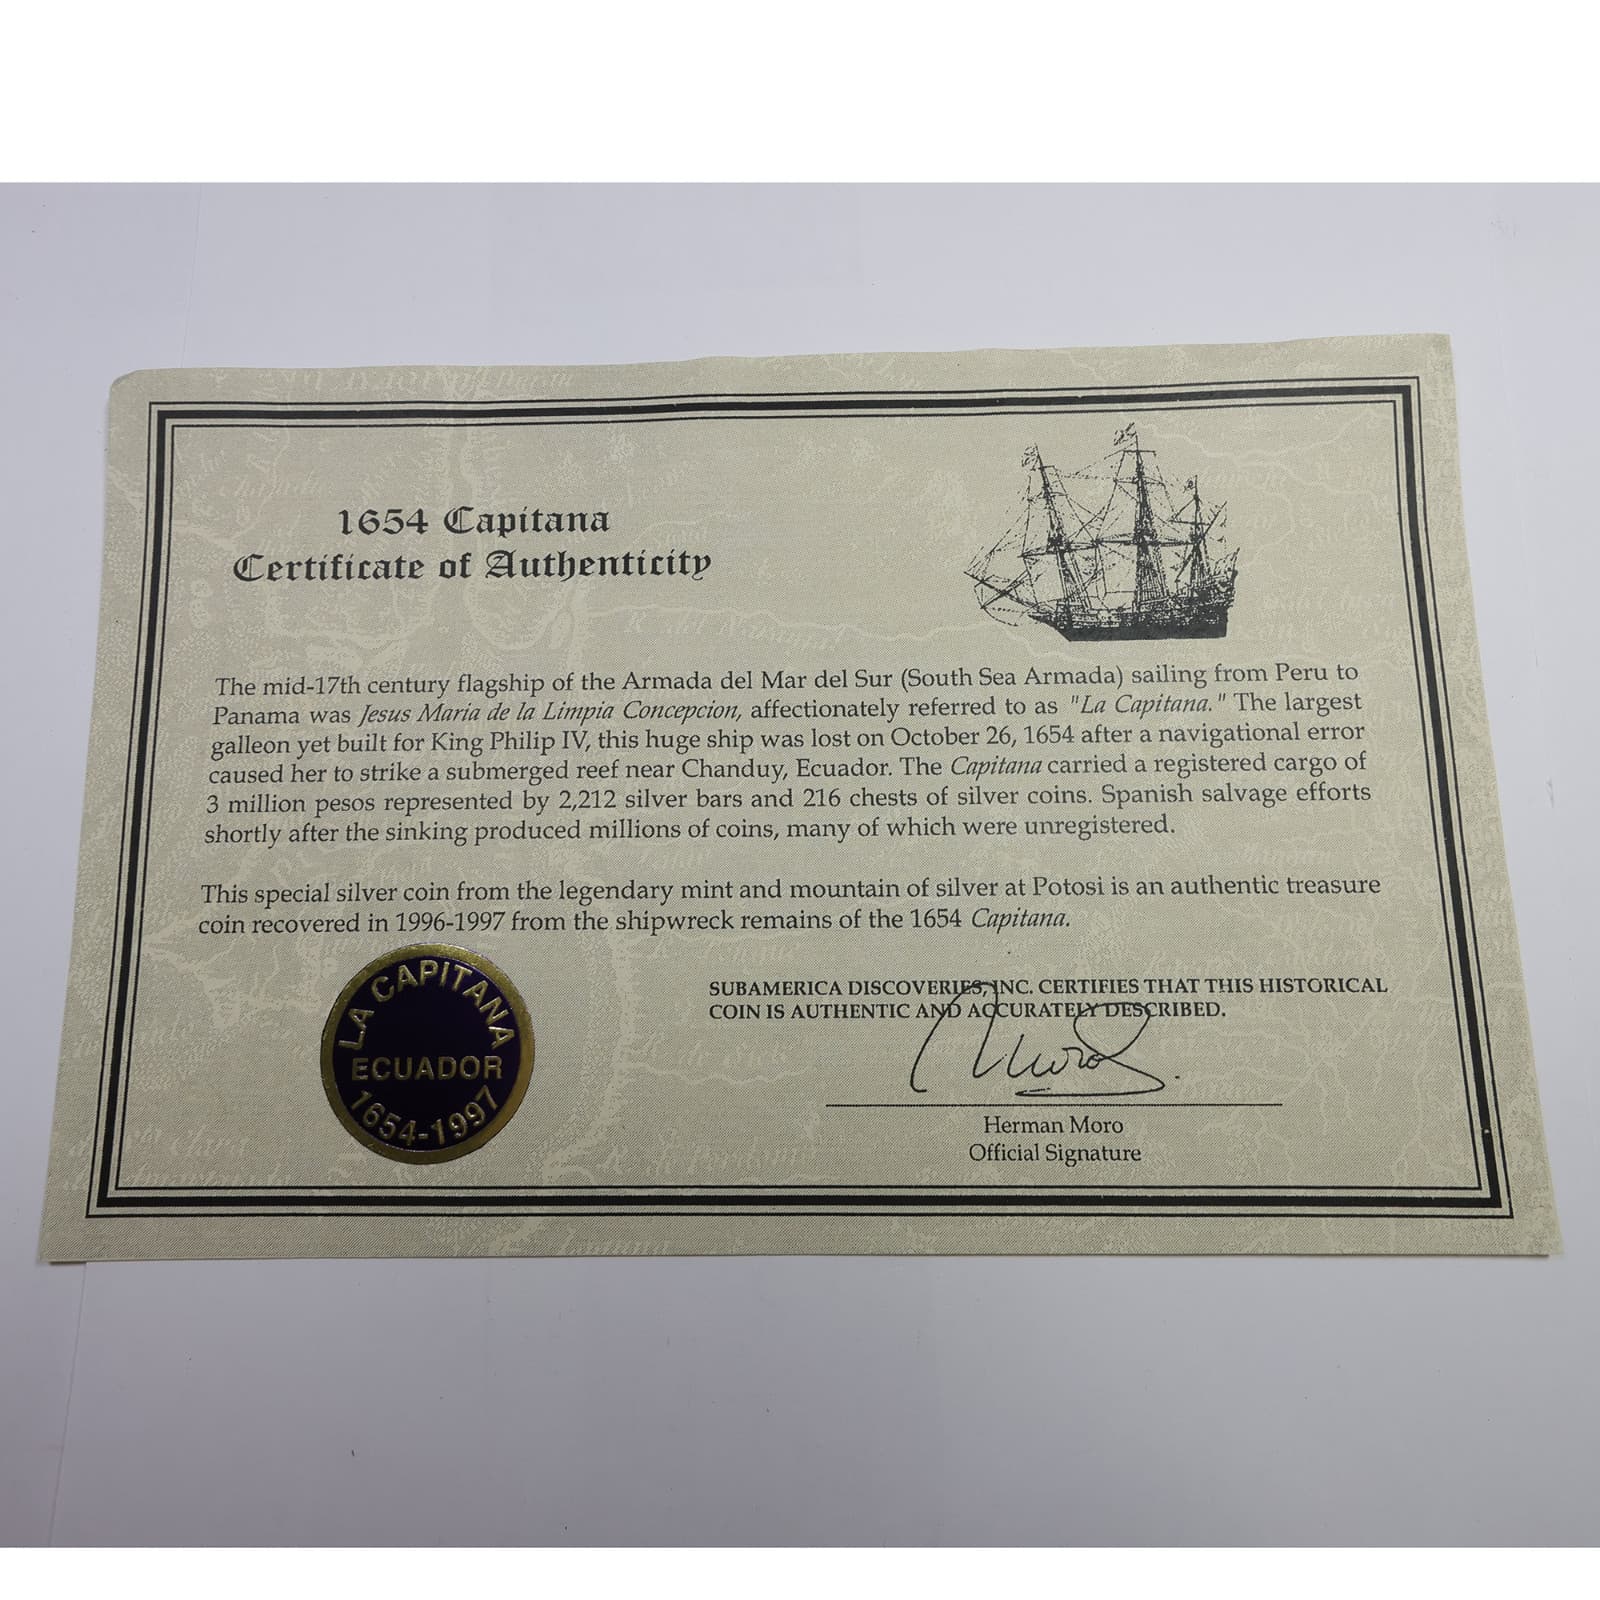 1654 Capitana
Certificate of Authenticity
The mid-17th century flagship of the Armada del Mar del Sur (South Sea Armada) sailing from Peru to
Panama was Jesus Maria de la Limpia Concepcion, affectionately referred to as "La Capitana." The largest
galleon yet built for King Philip IV, this huge ship was lost on October 26, 1654 after a navigational error
caused her to strike a submerged reef near Chanduy, Ecuador. The Capitana carried a registered cargo of
3 million pesos represented by 2,212 silver bars and 216 chests of silver coins. Spanish salvage efforts
shortly after the sinking produced millions of coins, many of which were unregistered.
This special silver coin from the legendary mint and mountain of silver at Potosi is an authentic treasure
coin recovered in 1996-1997 from the shipwreck remains of the 1654 Capitana.
LA CAPITANA
ECUADOR
1654-1997
SUBAMERICA DISCOVERIES, INC. CERTIFIES THAT THIS HISTORICAL
COIN IS AUTHENTIC AND ACCURATELY DESCRIBED.
Herman Moro
Official Signature